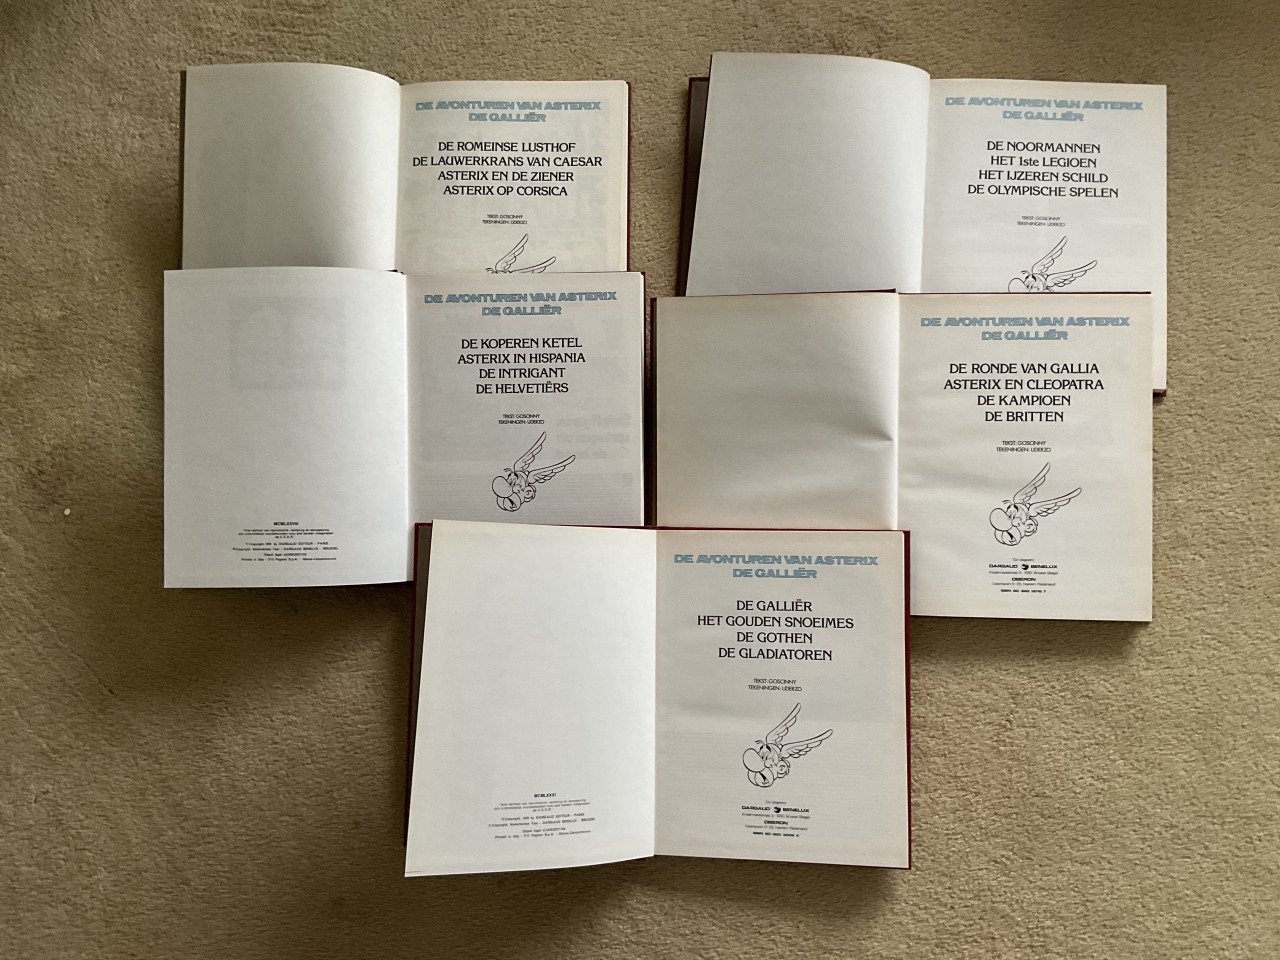 DE AVONTUREN VAN ASTERIX
DE GALLIËR
DE ROMEINSE LUSTHOF
DE LAUWERKRANS VAN CAESAR
ASTERIX EN DE ZIENER
ASTERIX OP CORSICA
TEKST: GOSCINNY
TEKENINGEN: UDERZO
DE AVONTUREN VAN ASTERIX
DE GALLIËR
DE NOORMANNEN
HET 1ste LEGIOEN
HET IJZEREN SCHILD
DE OLYMPISCHE SPELEN
TEKST: GOSCINNY
TEKENINGEN: UDERZO
DE AVONTUREN VAN ASTERIX
DE GALLIËR
DE KOPEREN KETEL
ASTERIX IN HISPANIA
DE INTRIGANT
DE HELVETIËRS
TEKST: GOSCINNY
TEKENINGEN: UDERZO
DE AVONTUREN VAN ASTERIX
DE GALLIËR
DE RONDE VAN GALLIA
ASTERIX EN CLEOPATRA
DE KAMPIOEN
DE BRITTEN
TEKST: GOSCINNY
TEKENINGEN: UDERZO
DARGAUD BENELUX
OBERON
DE AVONTUREN VAN ASTERIX
DE GALLIËR
DE GALLIËR
HET GOUDEN SNOEIMES
DE GOTHEN
DE GLADIATOREN
TEKST: GOSCINNY
TEKENINGEN: UDERZO
DARGAUD BENELUX
OBERON